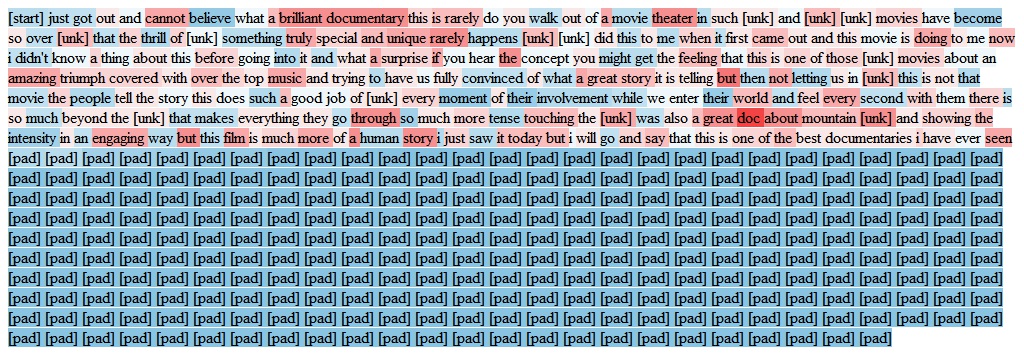 [start] just got out and cannot believe what a brilliant documentary this is rarely do you walk out of a movie theater in such [unk] and [unk] [unk] movies have become
so over [unk] that the thrill of [unk] something truly special and unique rarely happens [unk] [unk] did this to me when it first came out and this movie is doing to me now
i didn't know a thing about this before going into it and what a surprise if you hear the concept you might get the feeling that this is one of those [unk] movies about an
amazing triumph covered with over the top music and trying to have us fully convinced of what a great story it is telling but then not letting us in [unk] this is not that
movie the people tell the story this does such a good job of [unk] every moment of their involvement while we enter their world and feel every second with them there is
so much beyond the [unk] that makes everything they go through so much more tense touching the [unk] was also a great doc about mountain [unk] and showing the
intensity in an engaging way but this film is much more of a human story i just saw it today but i will go and say that this is one of the best documentaries i have ever seen
[pad] [pad] [pad] [pad] [pad] [pad] [pad] [pad] [pad] [pad] [pad] [pad] [pad] [pad] [pad] [pad] [pad] [pad] [pad] [pad] [pad] [pad] [pad] [pad] [pad] [pad] [pad]
[pad] [pad] [pad] [pad] [pad] [pad] [pad] [pad] [pad] [pad] [pad] [pad] [pad] [pad] [pad] [pad] [pad] [pad] [pad] [pad] [pad] [pad] [pad] [pad] [pad] [pad] [pad]
[pad] [pad] [pad] [pad] [pad] [pad] [pad] [pad] [pad] [pad] [pad] [pad] [pad] [pad] [pad] [pad] [pad] [pad] [pad] [pad] [pad] [pad] [pad] [pad] [pad] [pad] [pad]
[pad] [pad] [pad] [pad] [pad] [pad] [pad] [pad] [pad] [pad] [pad] [pad] [pad] [pad] [pad] [pad] [pad] [pad] [pad] [pad] [pad] [pad] [pad] [pad] [pad] [pad] [pad]
[pad] [pad] [pad] [pad] [pad] [pad] [pad] [pad] [pad] [pad] [pad] [pad] [pad] [pad] [pad] [pad] [pad] [pad] [pad] [pad] [pad] [pad] [pad] [pad] [pad] [pad] [pad]
[pad] [pad] [pad] [pad] [pad] [pad] [pad] [pad] [pad] [pad] [pad] [pad] [pad] [pad] [pad] [pad] [pad] [pad] [pad] [pad] [pad] [pad] [pad] [pad] [pad] [pad] [pad]
[pad] [pad] [pad] [pad] [pad] [pad] [pad] [pad] [pad] [pad] [pad] [pad] [pad] [pad] [pad] [pad] [pad] [pad] [pad] [pad] [pad] [pad] [pad] [pad] [pad] [pad] [pad]
[pad] [pad] [pad] [pad] [pad] [pad] [pad] [pad] [pad] [pad] [pad] [pad] [pad] [pad] [pad] [pad] [pad] [pad] [pad] [pad] [pad] [pad] [pad] [pad] [pad] [pad] [pad]
[pad] [pad] [pad] [pad] [pad] [pad] [pad] [pad] [pad] [pad] [pad] [pad] [pad] [pad] [pad] [pad] [pad] [pad] [pad] [pad] [pad] [pad] [pad] [pad] [pad] [pad] [pad]
[pad] [pad] [pad] [pad] [pad] [pad] [pad] [pad] [pad] [pad] [pad] [pad] [pad] [pad] [pad] [pad] [pad] [pad] [pad] [pad] [pad] [pad] [pad] [pad]